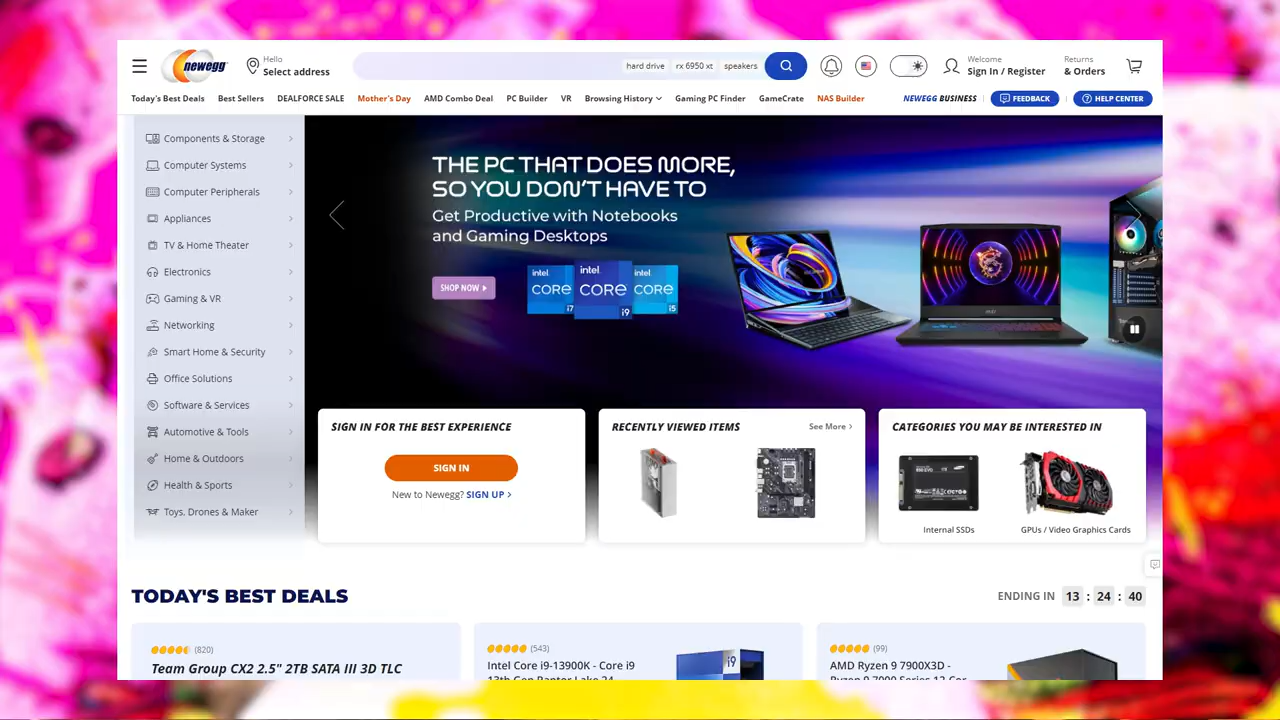 newegg
Hello
Select address
hard drive
rx 6950 xt
speakers
Welcome
Sign In / Register
Returns
& Orders
Today's Best Deals
Best Sellers
DEALFORCE SALE
Mother's Day
AMD Combo Deal
PC Builder
VR
Browsing History
Gaming PC Finder
GameCrate
NAS Builder
NEWEGG BUSINESS
FEEDBACK
HELP CENTER
Components & Storage
Computer Systems
Computer Peripherals
Appliances
TV & Home Theater
Electronics
Gaming & VR
Networking
Smart Home & Security
Office Solutions
Software & Services
Automotive & Tools
Home & Outdoors
Health & Sports
Toys, Drones & Maker
THE PC THAT DOES MORE,
SO YOU DON'T HAVE TO
Get Productive with Notebooks
and Gaming Desktops
SHOP NOW
intel
CORE
i7
intel
CORE
i9
intel
CORE
i5
SIGN IN FOR THE BEST EXPERIENCE
SIGN IN
New to Newegg? SIGN UP
RECENTLY VIEWED ITEMS
See More
CATEGORIES YOU MAY BE INTERESTED IN
Internal SSDs
GPUs / Video Graphics Cards
TODAY'S BEST DEALS
ENDING IN 13 : 24 : 40
(820)
Team Group CX2 2.5" 2TB SATA III 3D TLC
(543)
Intel Core i9-13900K - Core i9
13th Gen Raptor Lake 24
i9
(99)
AMD Ryzen 9 7900X3D -
Ryzen 9 7000 Series 12-Cor